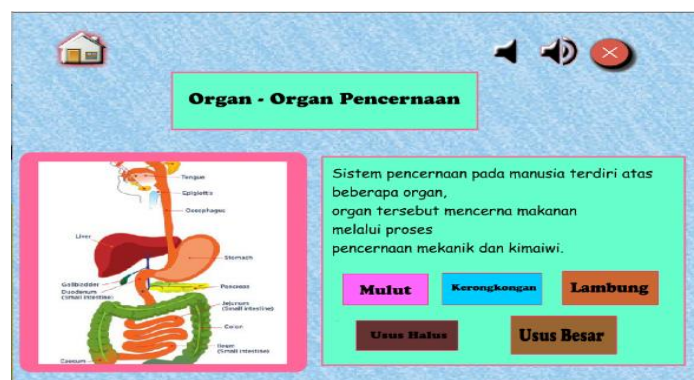 Organ - Organ Pencernaan
Tongue
Epiglottis
Oesophagus
Liver
Stomach
Gallbladder
Duodenum
(Small intestine)
Pancreas
Jejunum
(Small intestine)
Colon
Ileum
(Small intestine)
Caecum
Sistem pencernaan pada manusia terdiri atas
beberapa organ,
organ tersebut mencerna makanan
melalui proses
pencernaan mekanik dan kimaiwi.
Mulut
Kerongkongan
Lambung
Usus Halus
Usus Besar